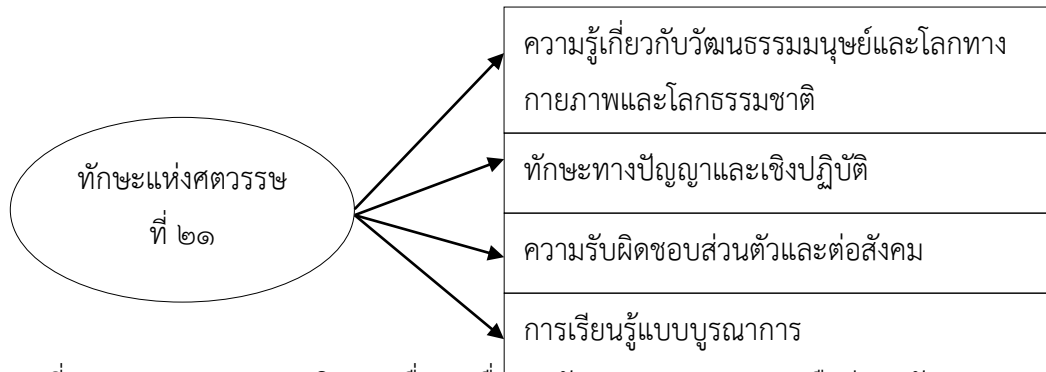 ความรู้เกี่ยวกับวัฒนธรรมมนุษย์และโลกทาง
กายภาพและโลกธรรมชาติ
ทักษะแห่งศตวรรษ
ที่ ๒๑
ทักษะทางปัญญาและเชิงปฏิบัติ
ความรับผิดชอบส่วนตัวและต่อสังคม
การเรียนรู้แบบบูรณาการ